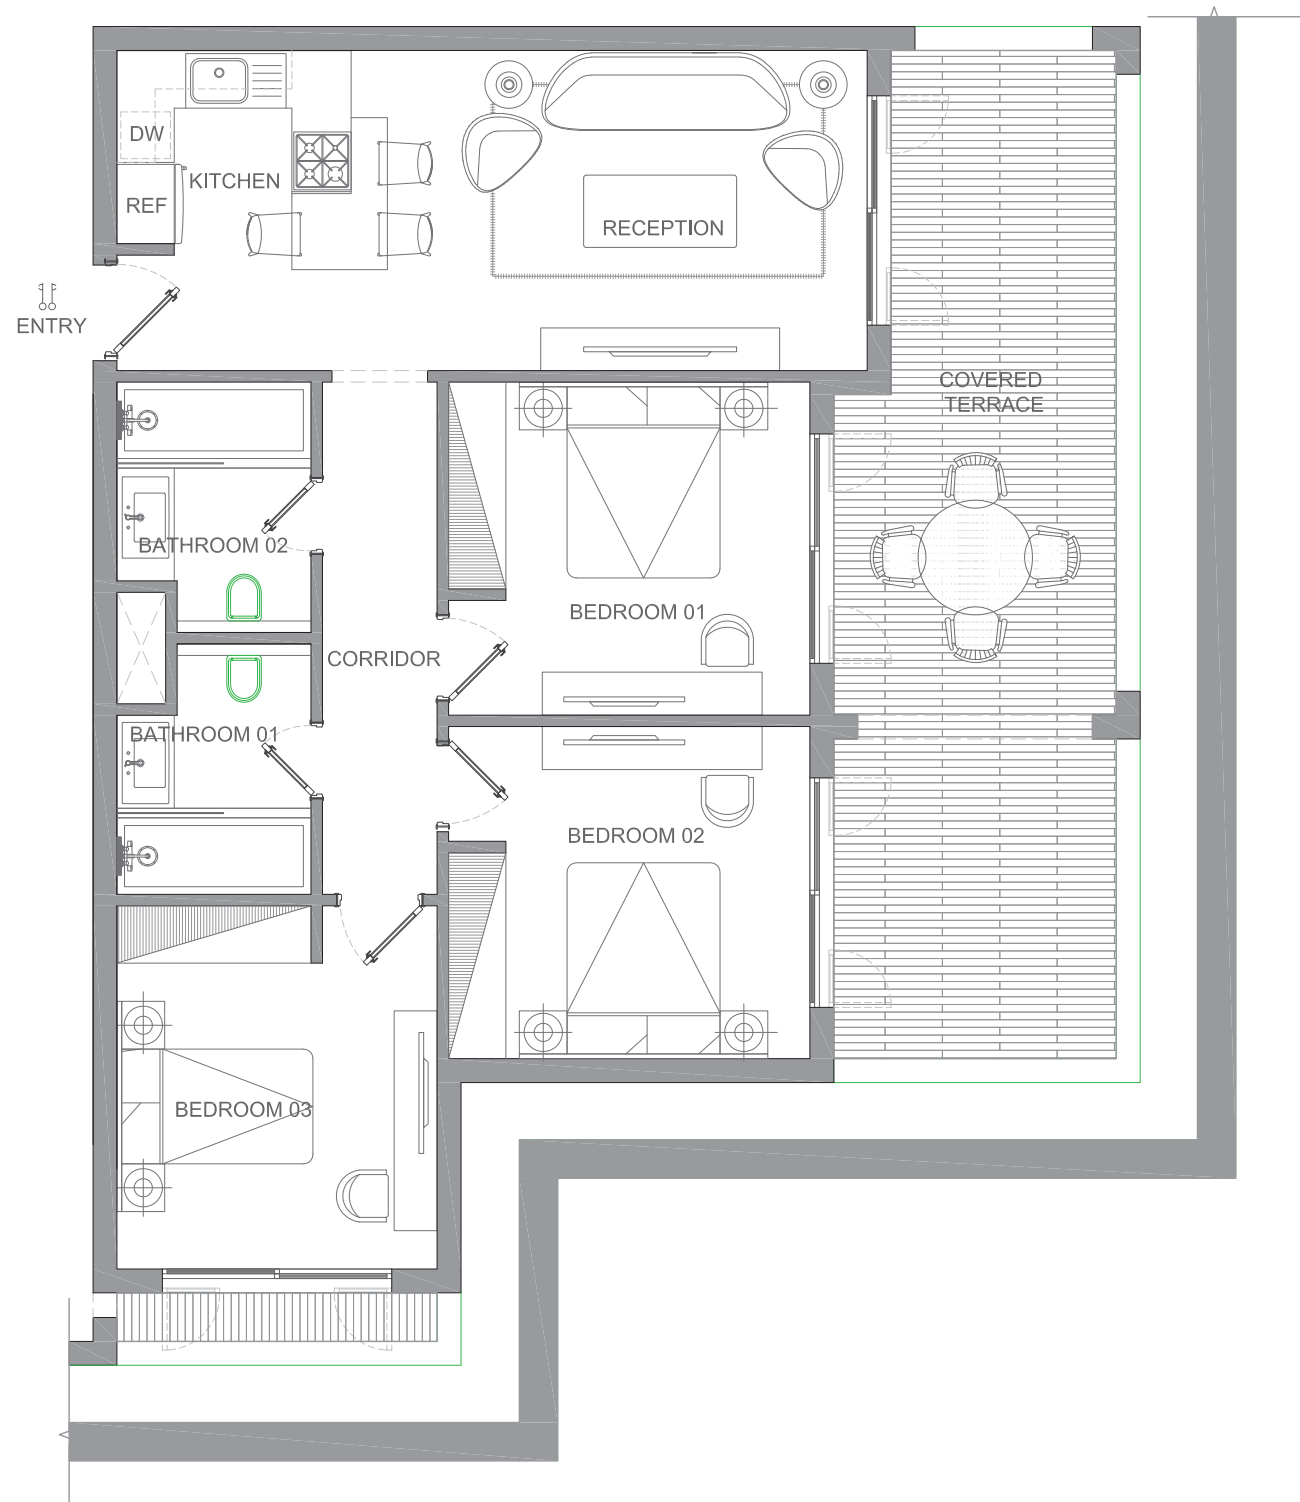 DW
KITCHEN
REF
RECEPTION
ENTRY
COVERED
TERRACE
BATHROOM 02
BEDROOM 01
CORRIDOR
BATHROOM 01
BEDROOM 02
BEDROOM 03